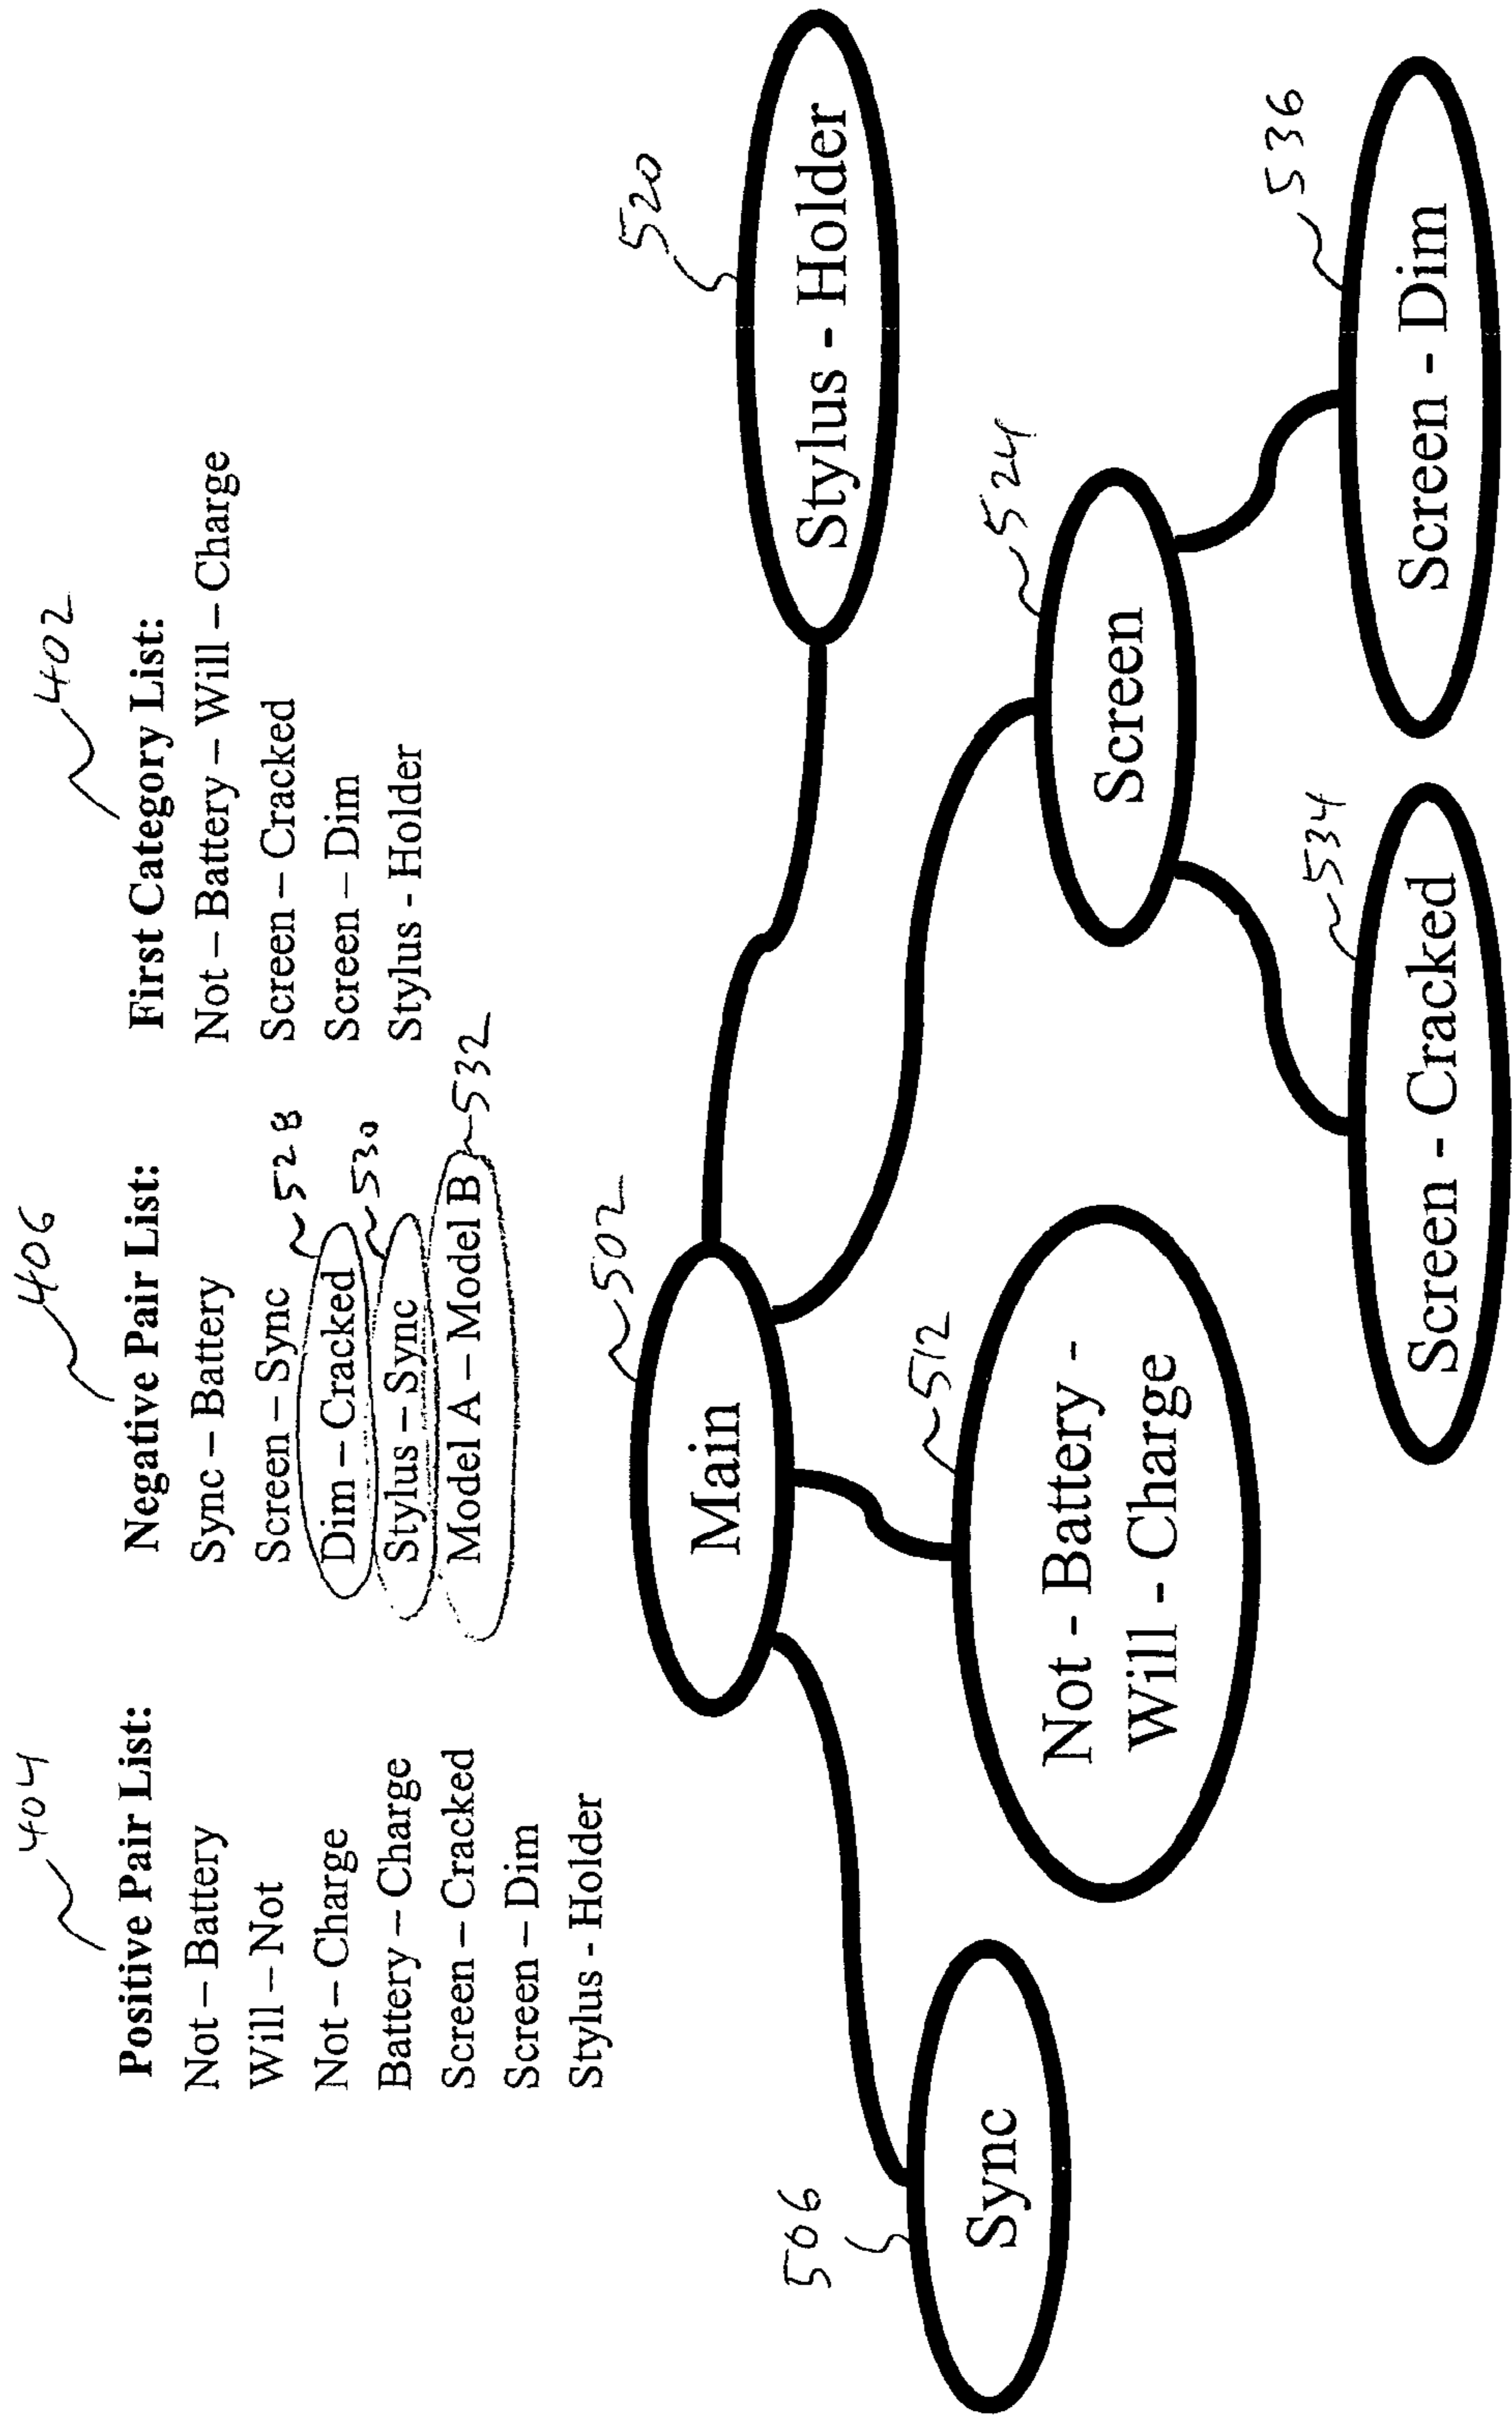 404
Positive Pair List:
Not – Battery
Will – Not
Not – Charge
Battery – Charge
Screen – Cracked
Screen – Dim
Stylus - Holder
406
Negative Pair List:
Sync – Battery
Screen – Sync
Dim – Cracked
528
Stylus – Sync
530
Model A – Model B
532
402
First Category List:
Not – Battery – Will – Charge
Screen – Cracked
Screen – Dim
Stylus - Holder
502
Main
520
Stylus - Holder
506
Sync
512
Not - Battery -
Will - Charge
524
Screen
534
Screen - Cracked
536
Screen - Dim